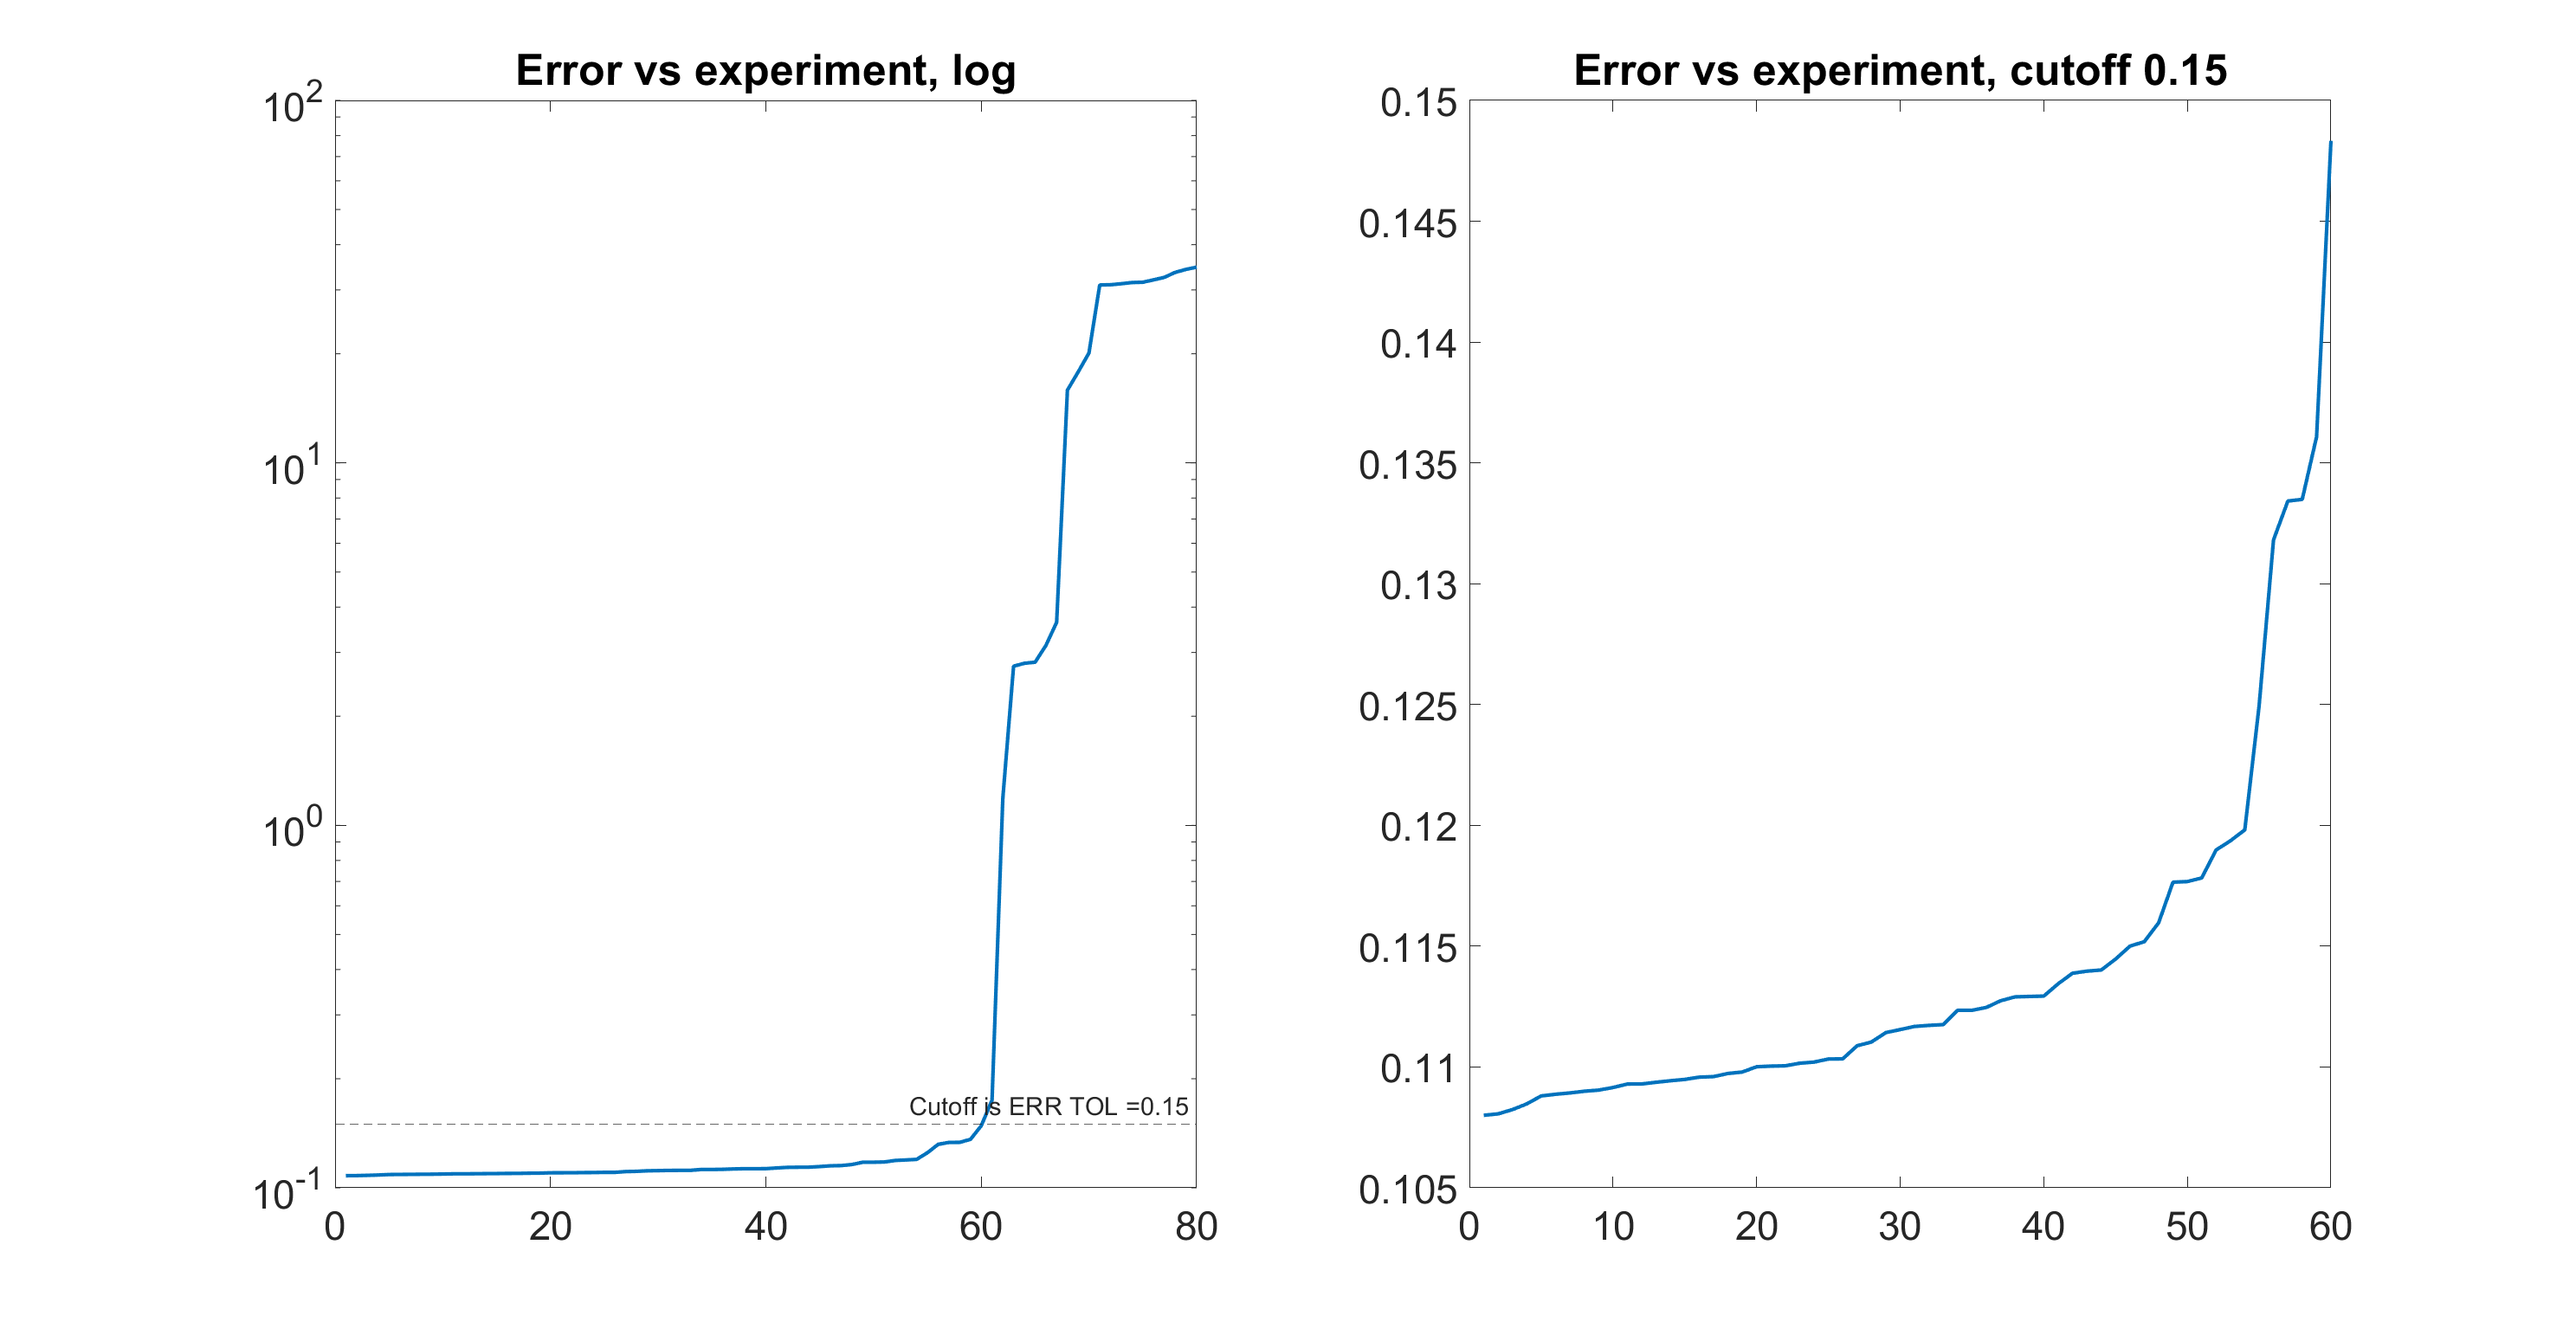 Error vs experiment, log
10^2
10^1
10^0
10^-1
Cutoff is ERR TOL =0.15
0 20 40 60 80
Error vs experiment, cutoff 0.15
0.15
0.145
0.14
0.135
0.13
0.125
0.12
0.115
0.11
0.105
0 10 20 30 40 50 60